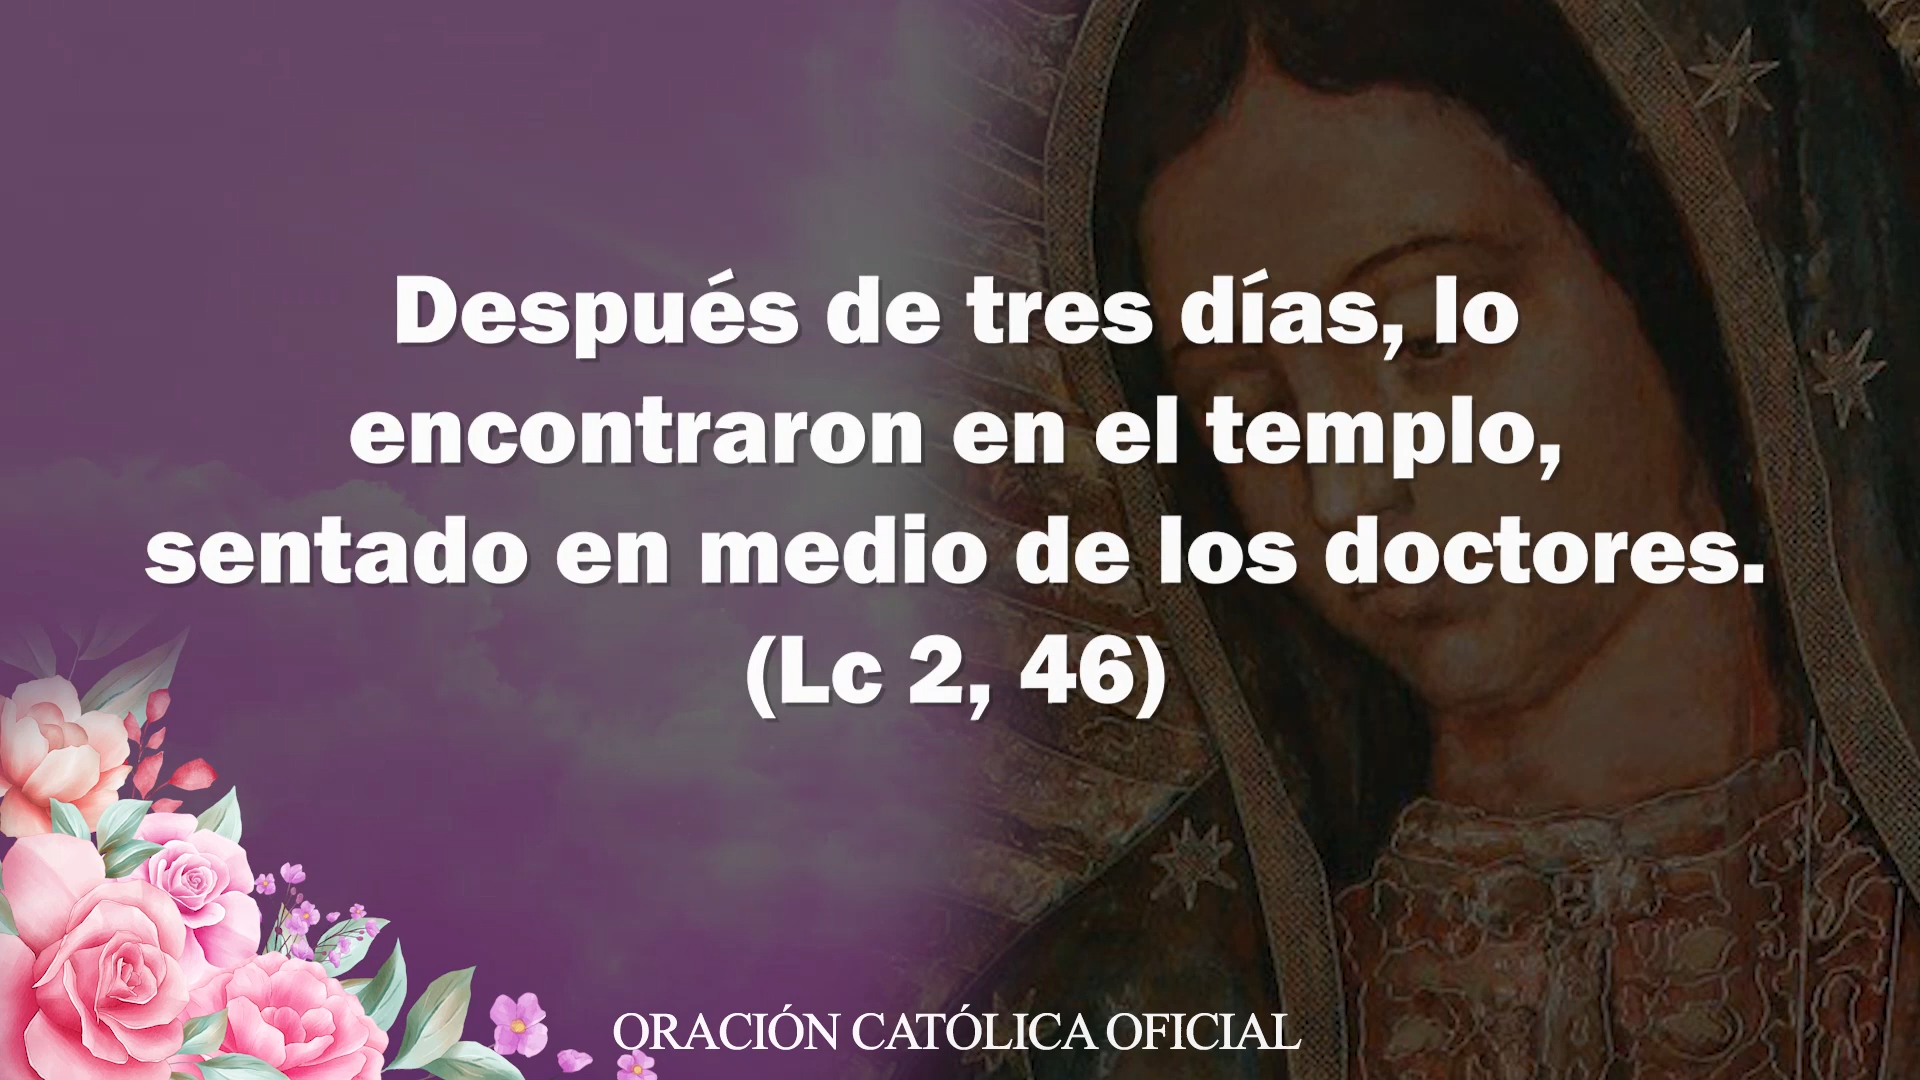 Después de tres días, lo
encontraron en el templo,
sentado en medio de los doctores.
(Lc 2, 46)
ORACIÓN CATÓLICA OFICIAL